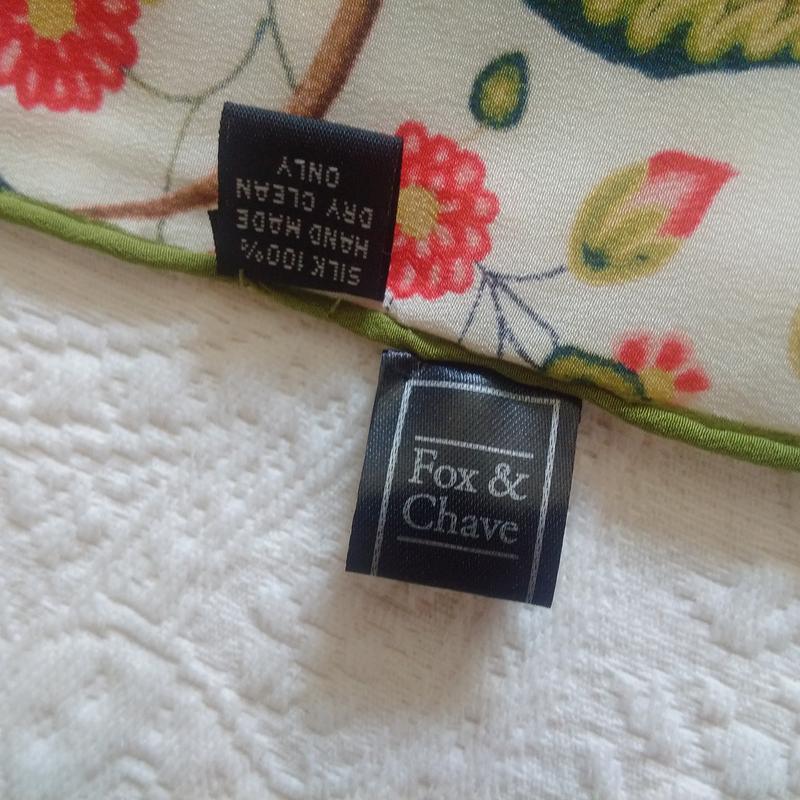 SILK 100%
HAND MADE
DRY CLEAN
ONLY
Fox &
Chave